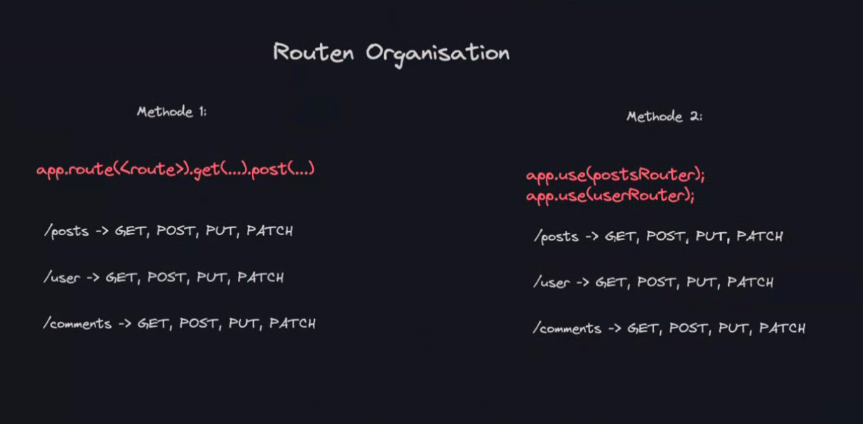 Routen Organisation
Methode 1:
app.route(<route>).get(...).post(...)
/posts -> GET, POST, PUT, PATCH
/user -> GET, POST, PUT, PATCH
/comments -> GET, POST, PUT, PATCH
Methode 2:
app.use(postsRouter);
app.use(userRouter);
/posts -> GET, POST, PUT, PATCH
/user -> GET, POST, PUT, PATCH
/comments -> GET, POST, PUT, PATCH